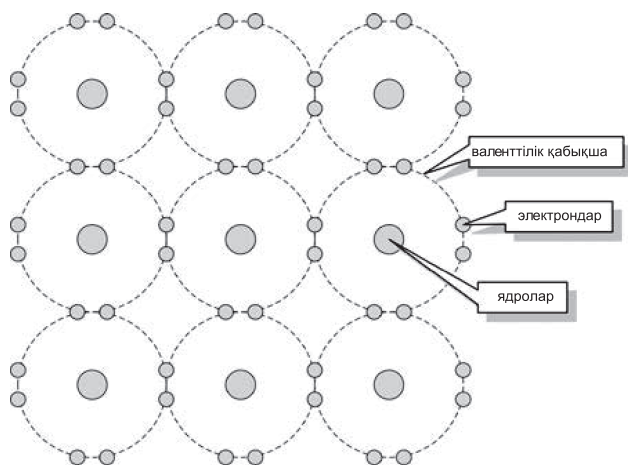 валенттілік қабықша
электрондар
ядролар